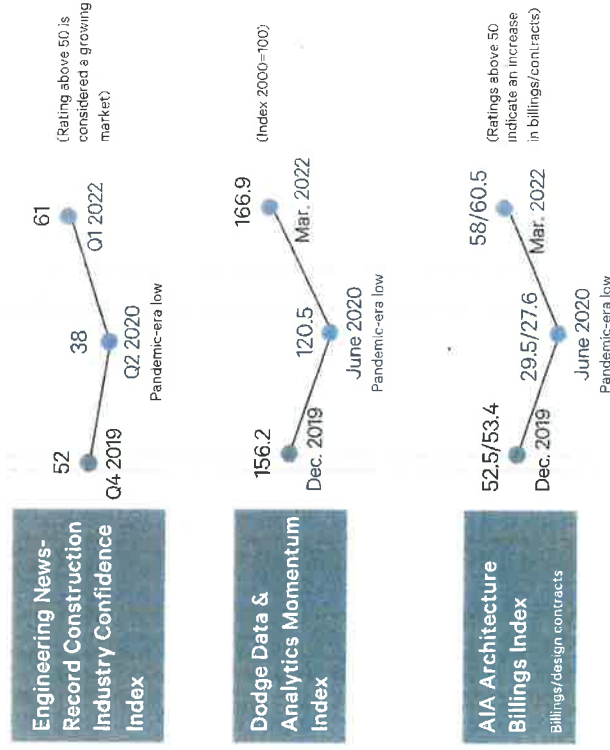 Engineering News-
Record Construction
Industry Confidence
Index
52
Q4 2019
38
Q2 2020
Pandemic-era low
61
Q1 2022
(Rating above 50 is
considered a growing
market)
Dodge Data &
Analytics Momentum
Index
156.2
Dec. 2019
120.5
June 2020
Pandemic-era low
166.9
Mar. 2022
(Index 2000=100)
AIA Architecture
Billings Index
Billings/design contracts
52.5/53.4
Dec. 2019
29.5/27.6
June 2020
Pandemic-era low
58/60.5
Mar. 2022
(Ratings above 50
indicate an increase
in billings/contracts)